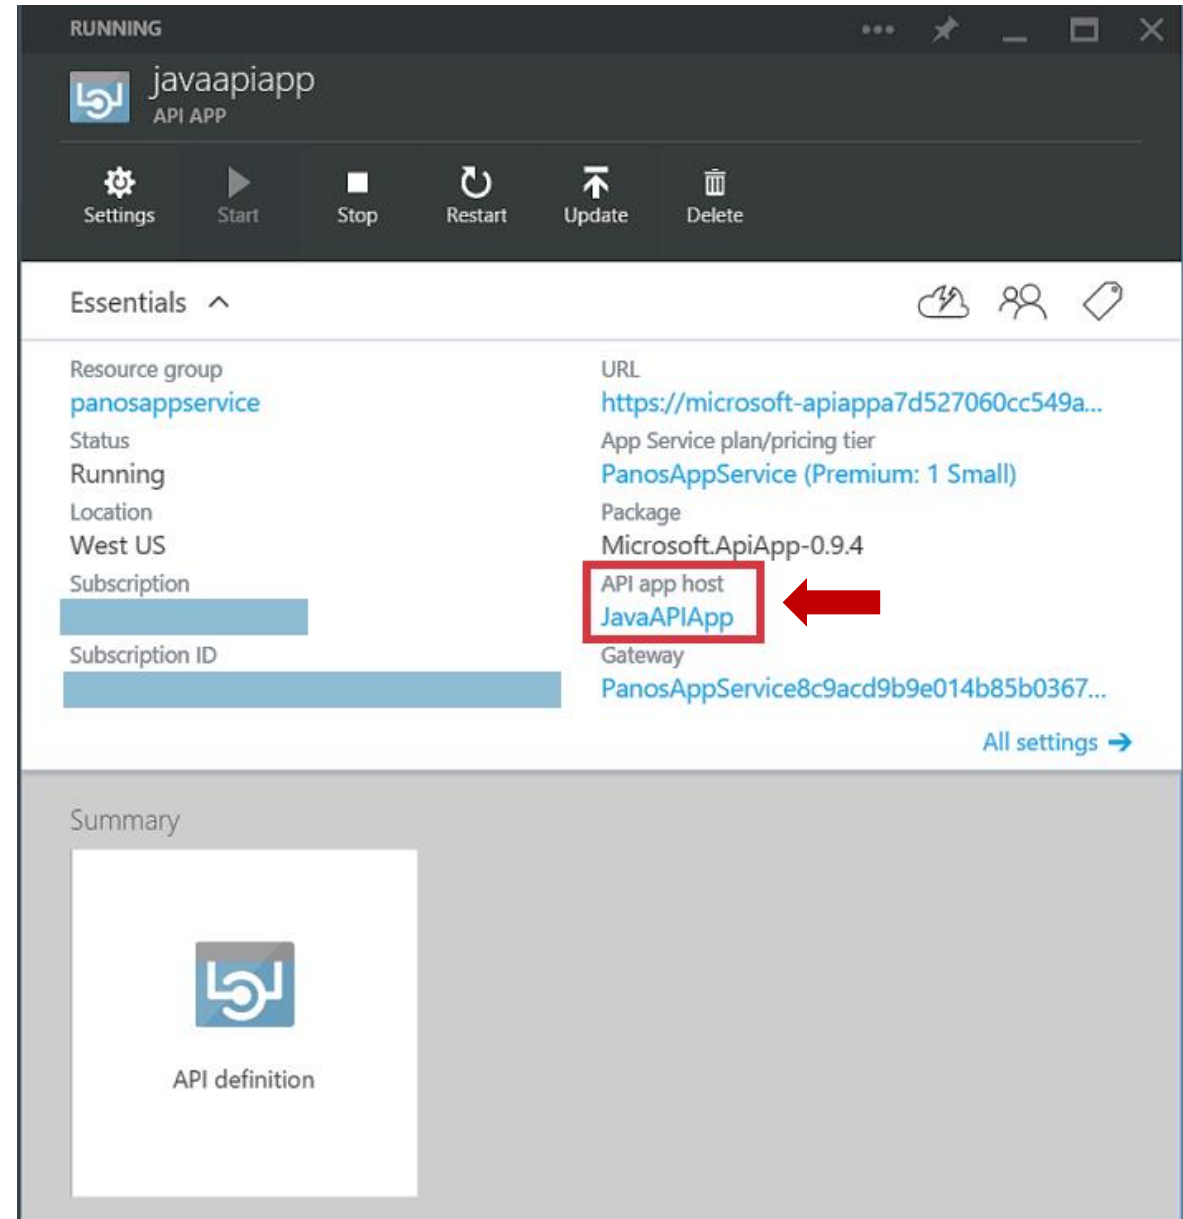 RUNNING
javaapiapp
API APP
Settings
Start
Stop
Restart
Update
Delete
Essentials
Resource group
panosappservice
Status
Running
Location
West US
Subscription
Subscription ID
URL
https://microsoft-apiappa7d527060cc549a...
App Service plan/pricing tier
PanosAppService (Premium: 1 Small)
Package
Microsoft.ApiApp-0.9.4
API app host
JavaAPIApp
Gateway
PanosAppService8c9acd9b9e014b85b0367...
All settings
Summary
API definition